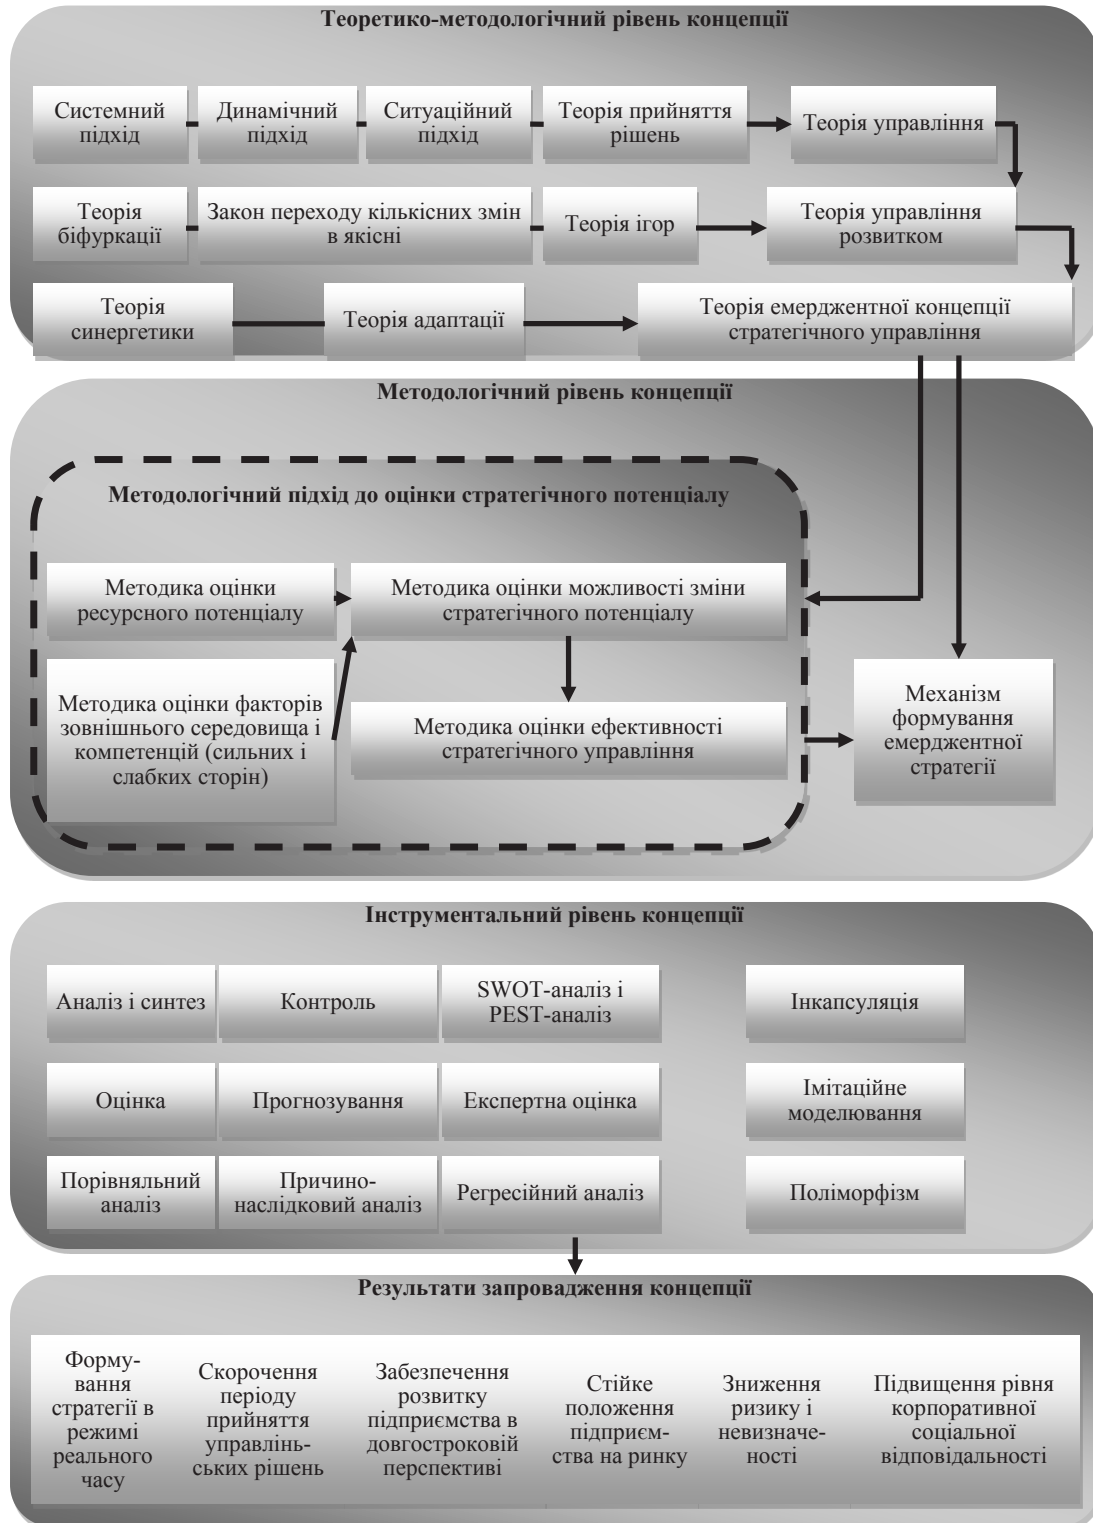 Теоретико-методологічний рівень концепції
Системний
підхід
Динамічний
підхід
Ситуаційний
підхід
Теорія прийняття
рішень
Теорія управління
Теорія
біфуркації
Закон переходу кількісних змін
в якісні
Теорія ігор
Теорія управління
розвитком
Теорія
синергетики
Теорія адаптації
Теорія емерджентної концепції
стратегічного управління
Методологічний рівень концепції
Методологічний підхід до оцінки стратегічного потенціалу
Методика оцінки
ресурсного потенціалу
Методика оцінки можливості зміни
стратегічного потенціалу
Методика оцінки факторів
зовнішнього середовища і
компетенцій (сильних і
слабких сторін)
Методика оцінки ефективності
стратегічного управління
Механізм
формування
емерджентної
стратегії
Інструментальний рівень концепції
Аналіз і синтез
Контроль
SWOT-аналіз і
PEST-аналіз
Інкапсуляція
Оцінка
Прогнозування
Експертна оцінка
Імітаційне
моделювання
Порівняльний
аналіз
Причино-
наслідковий аналіз
Регресійний аналіз
Поліморфізм
Результати запровадження концепції
Форму-
вання
стратегії в
режимі
реального
часу
Скорочення
періоду
прийняття
управлінь-
ських рішень
Забезпечення
розвитку
підприємства в
довгостроковій
перспективі
Стійке
положення
підприєм-
ства на ринку
Зниження
ризику і
невизначе-
ності
Підвищення рівня
корпоративної
соціальної
відповідальності